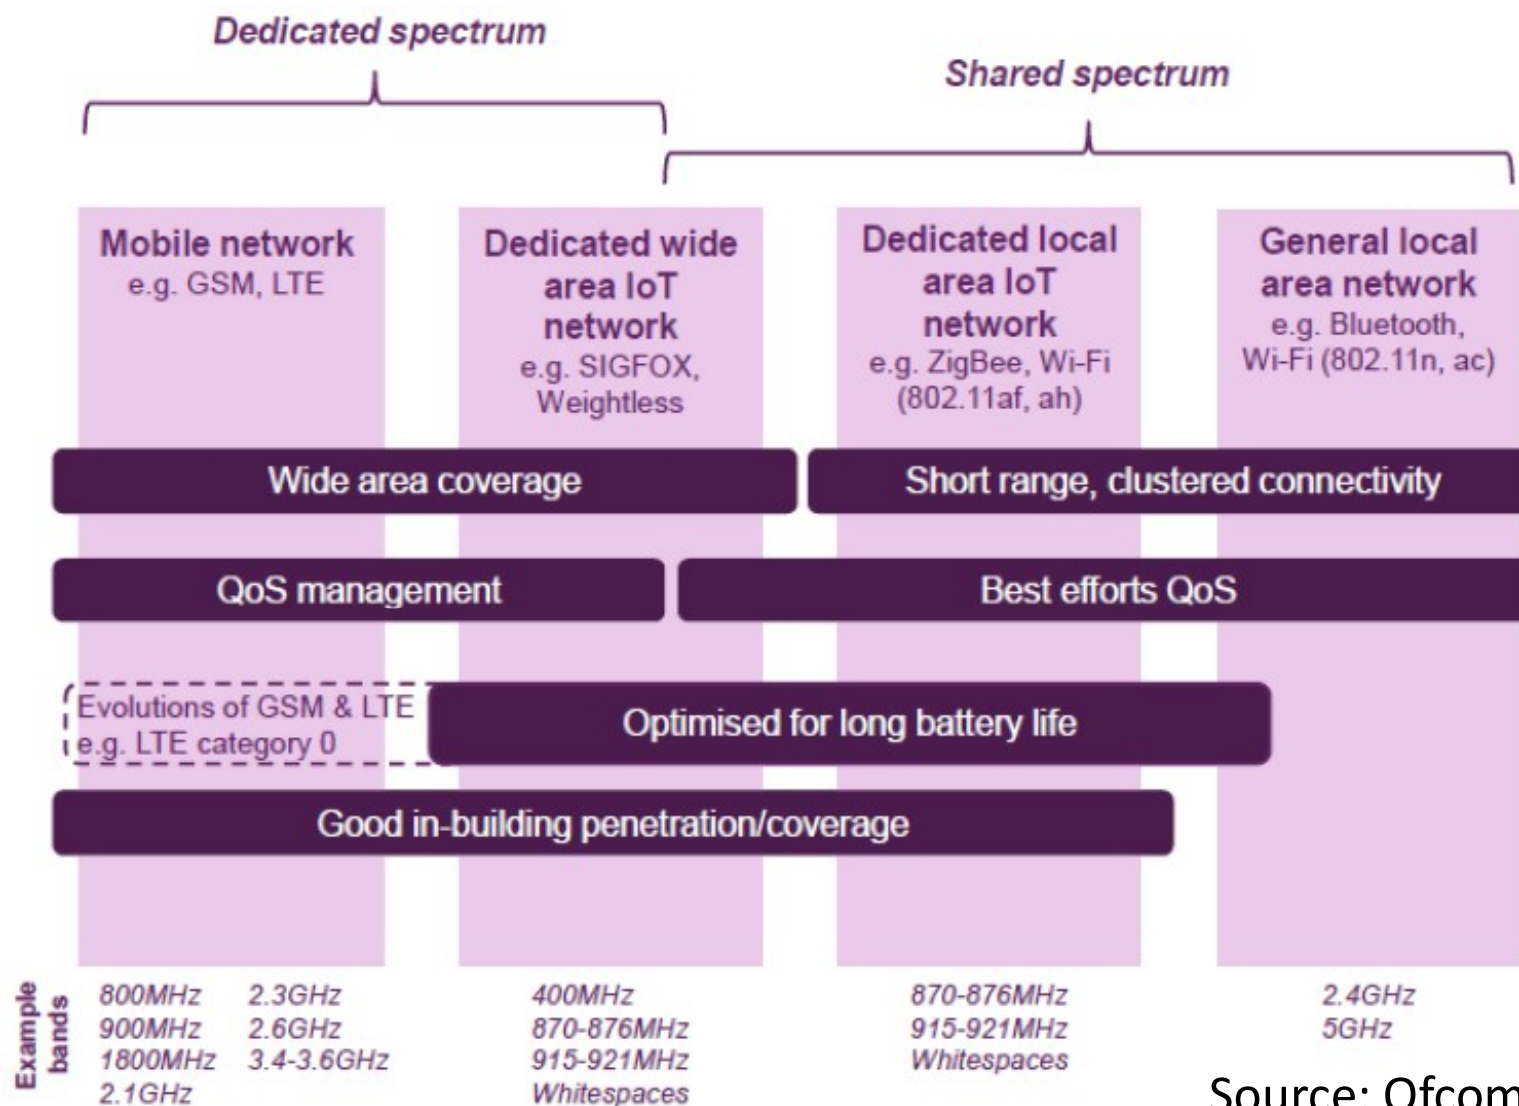 Dedicated spectrum
Shared spectrum
Mobile network
e.g. GSM, LTE
Dedicated wide
area IoT
network
e.g. SIGFOX,
Weightless
Dedicated local
area IoT
network
e.g. ZigBee, Wi-Fi
(802.11af, ah)
General local
area network
e.g. Bluetooth,
Wi-Fi (802.11n, ac)
Wide area coverage
Short range, clustered connectivity
QoS management
Best efforts QoS
Evolutions of GSM & LTE
e.g. LTE category 0
Optimised for long battery life
Good in-building penetration/coverage
Example
bands
800MHz 2.3GHz
900MHz 2.6GHz
1800MHz 3.4-3.6GHz
2.1GHz
400MHz
870-876MHz
915-921MHz
Whitespaces
870-876MHz
915-921MHz
Whitespaces
2.4GHz
5GHz
Source: Ofcom